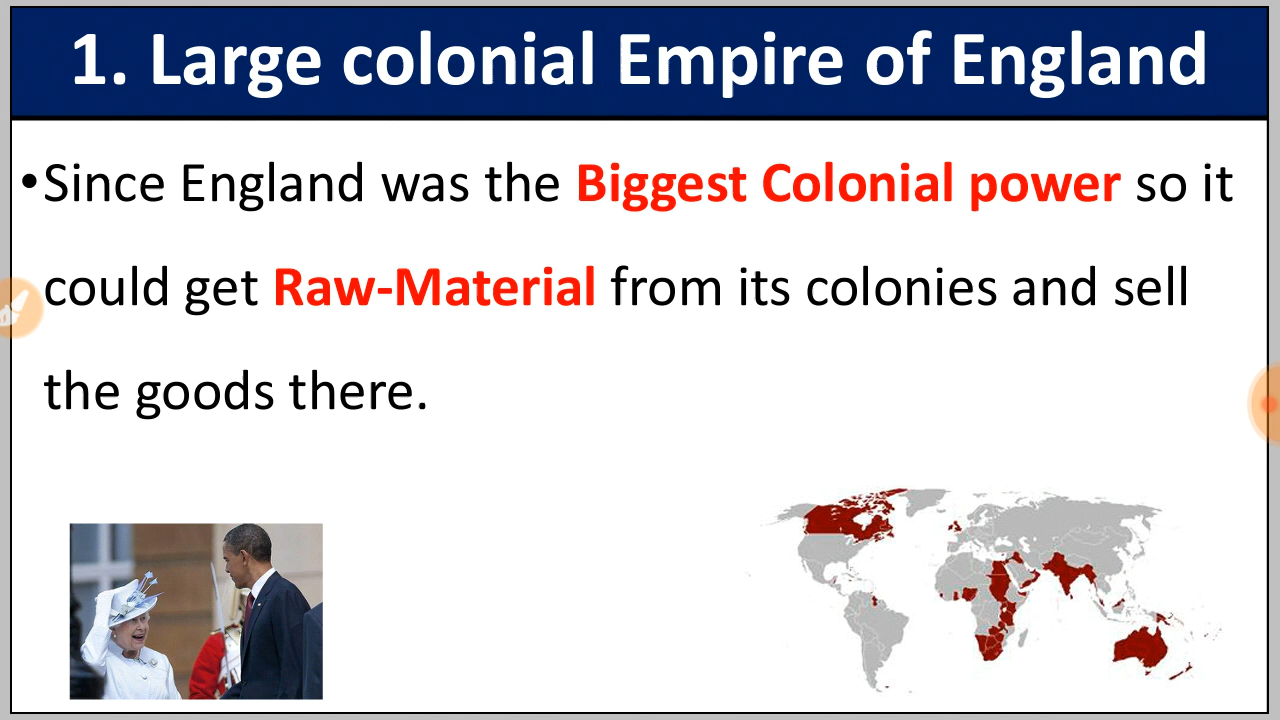 1. Large colonial Empire of England
•Since England was the Biggest Colonial power so it
could get Raw-Material from its colonies and sell
the goods there.